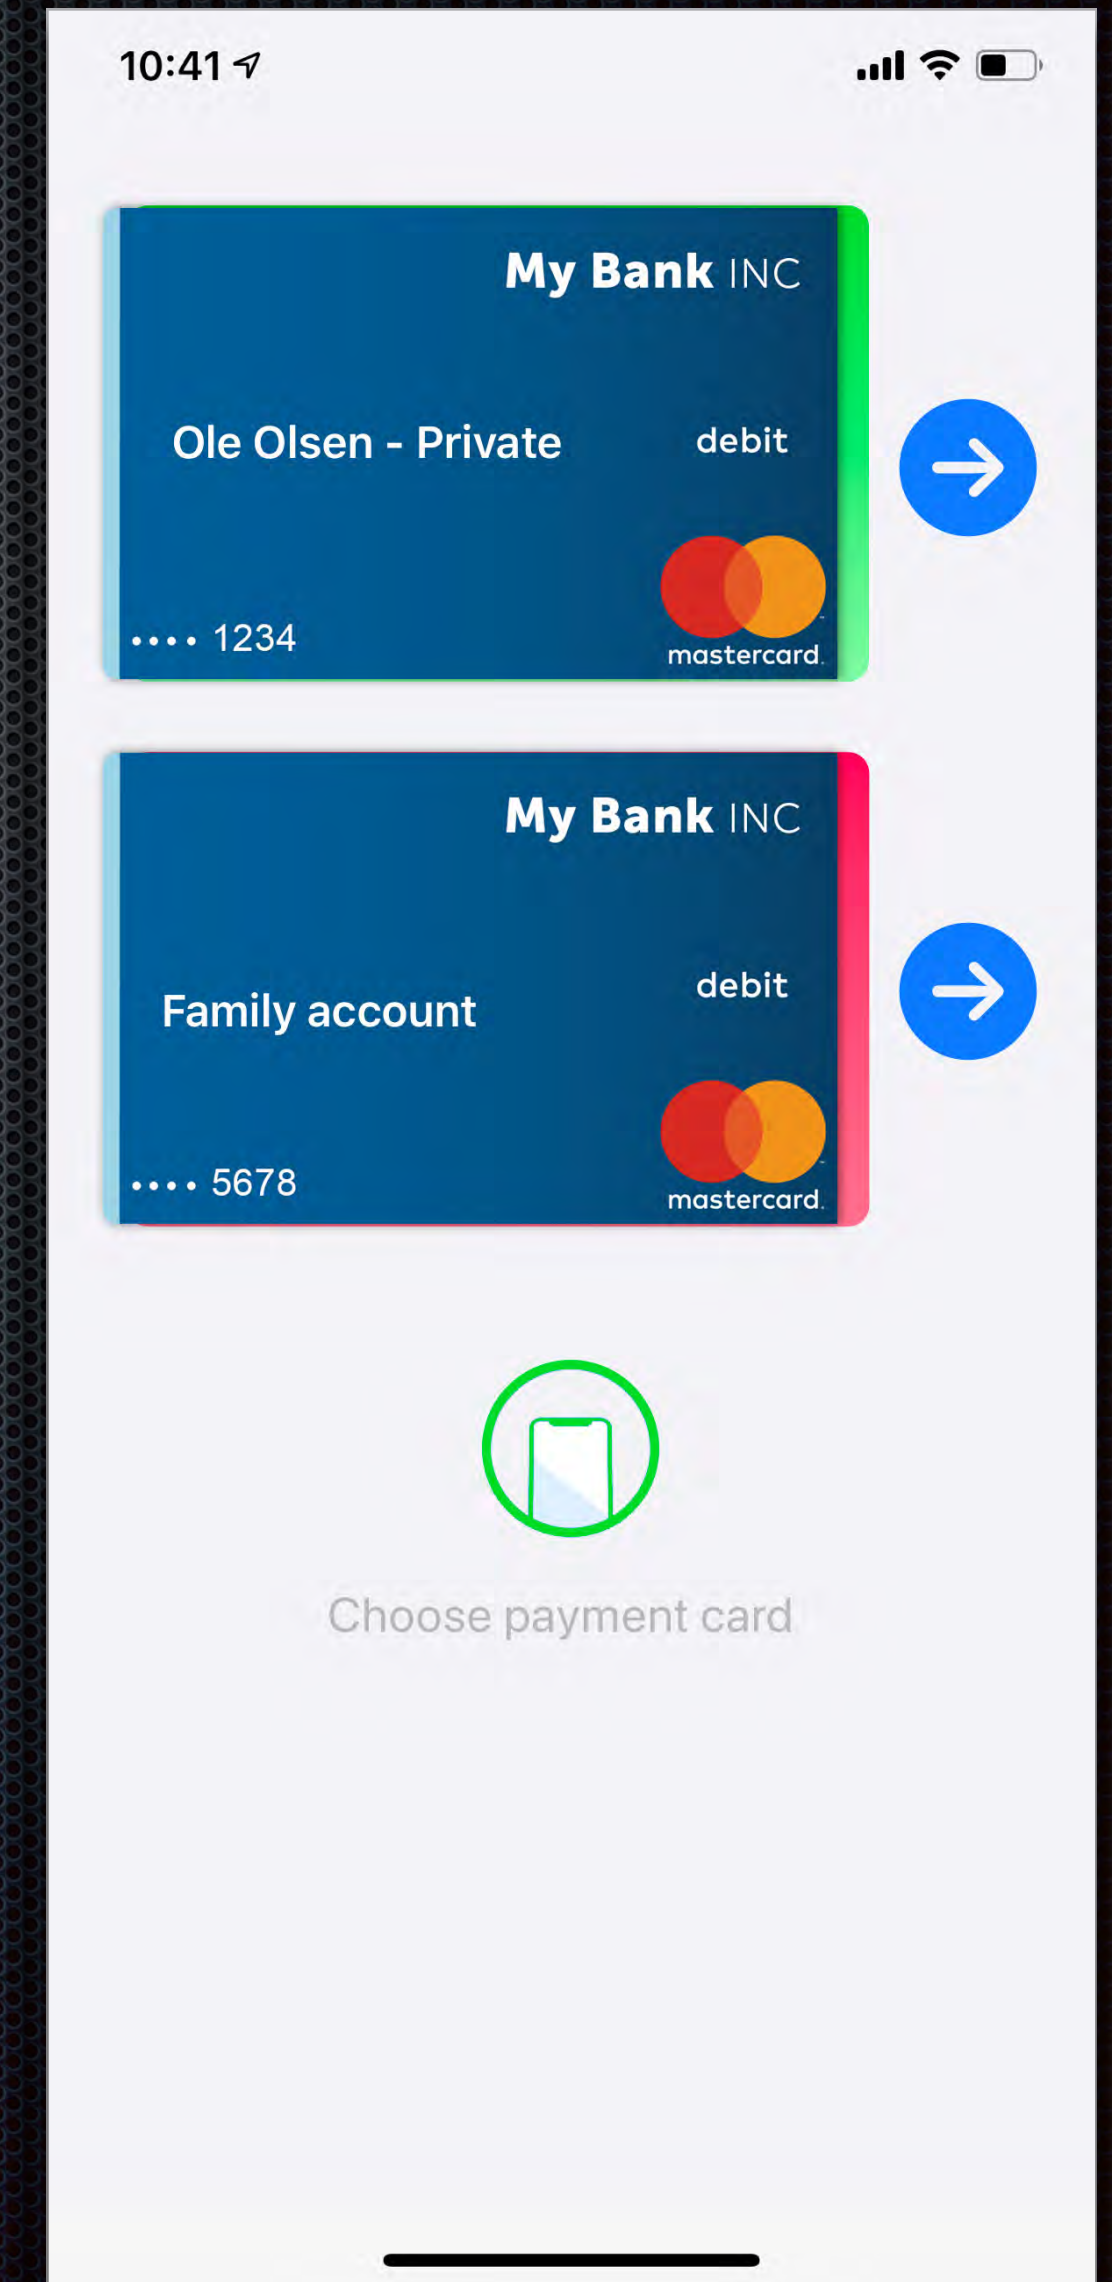 10:41
My Bank INC
Ole Olsen - Private
debit
•••• 1234
mastercard.
My Bank INC
Family account
debit
•••• 5678
mastercard.
Choose payment card